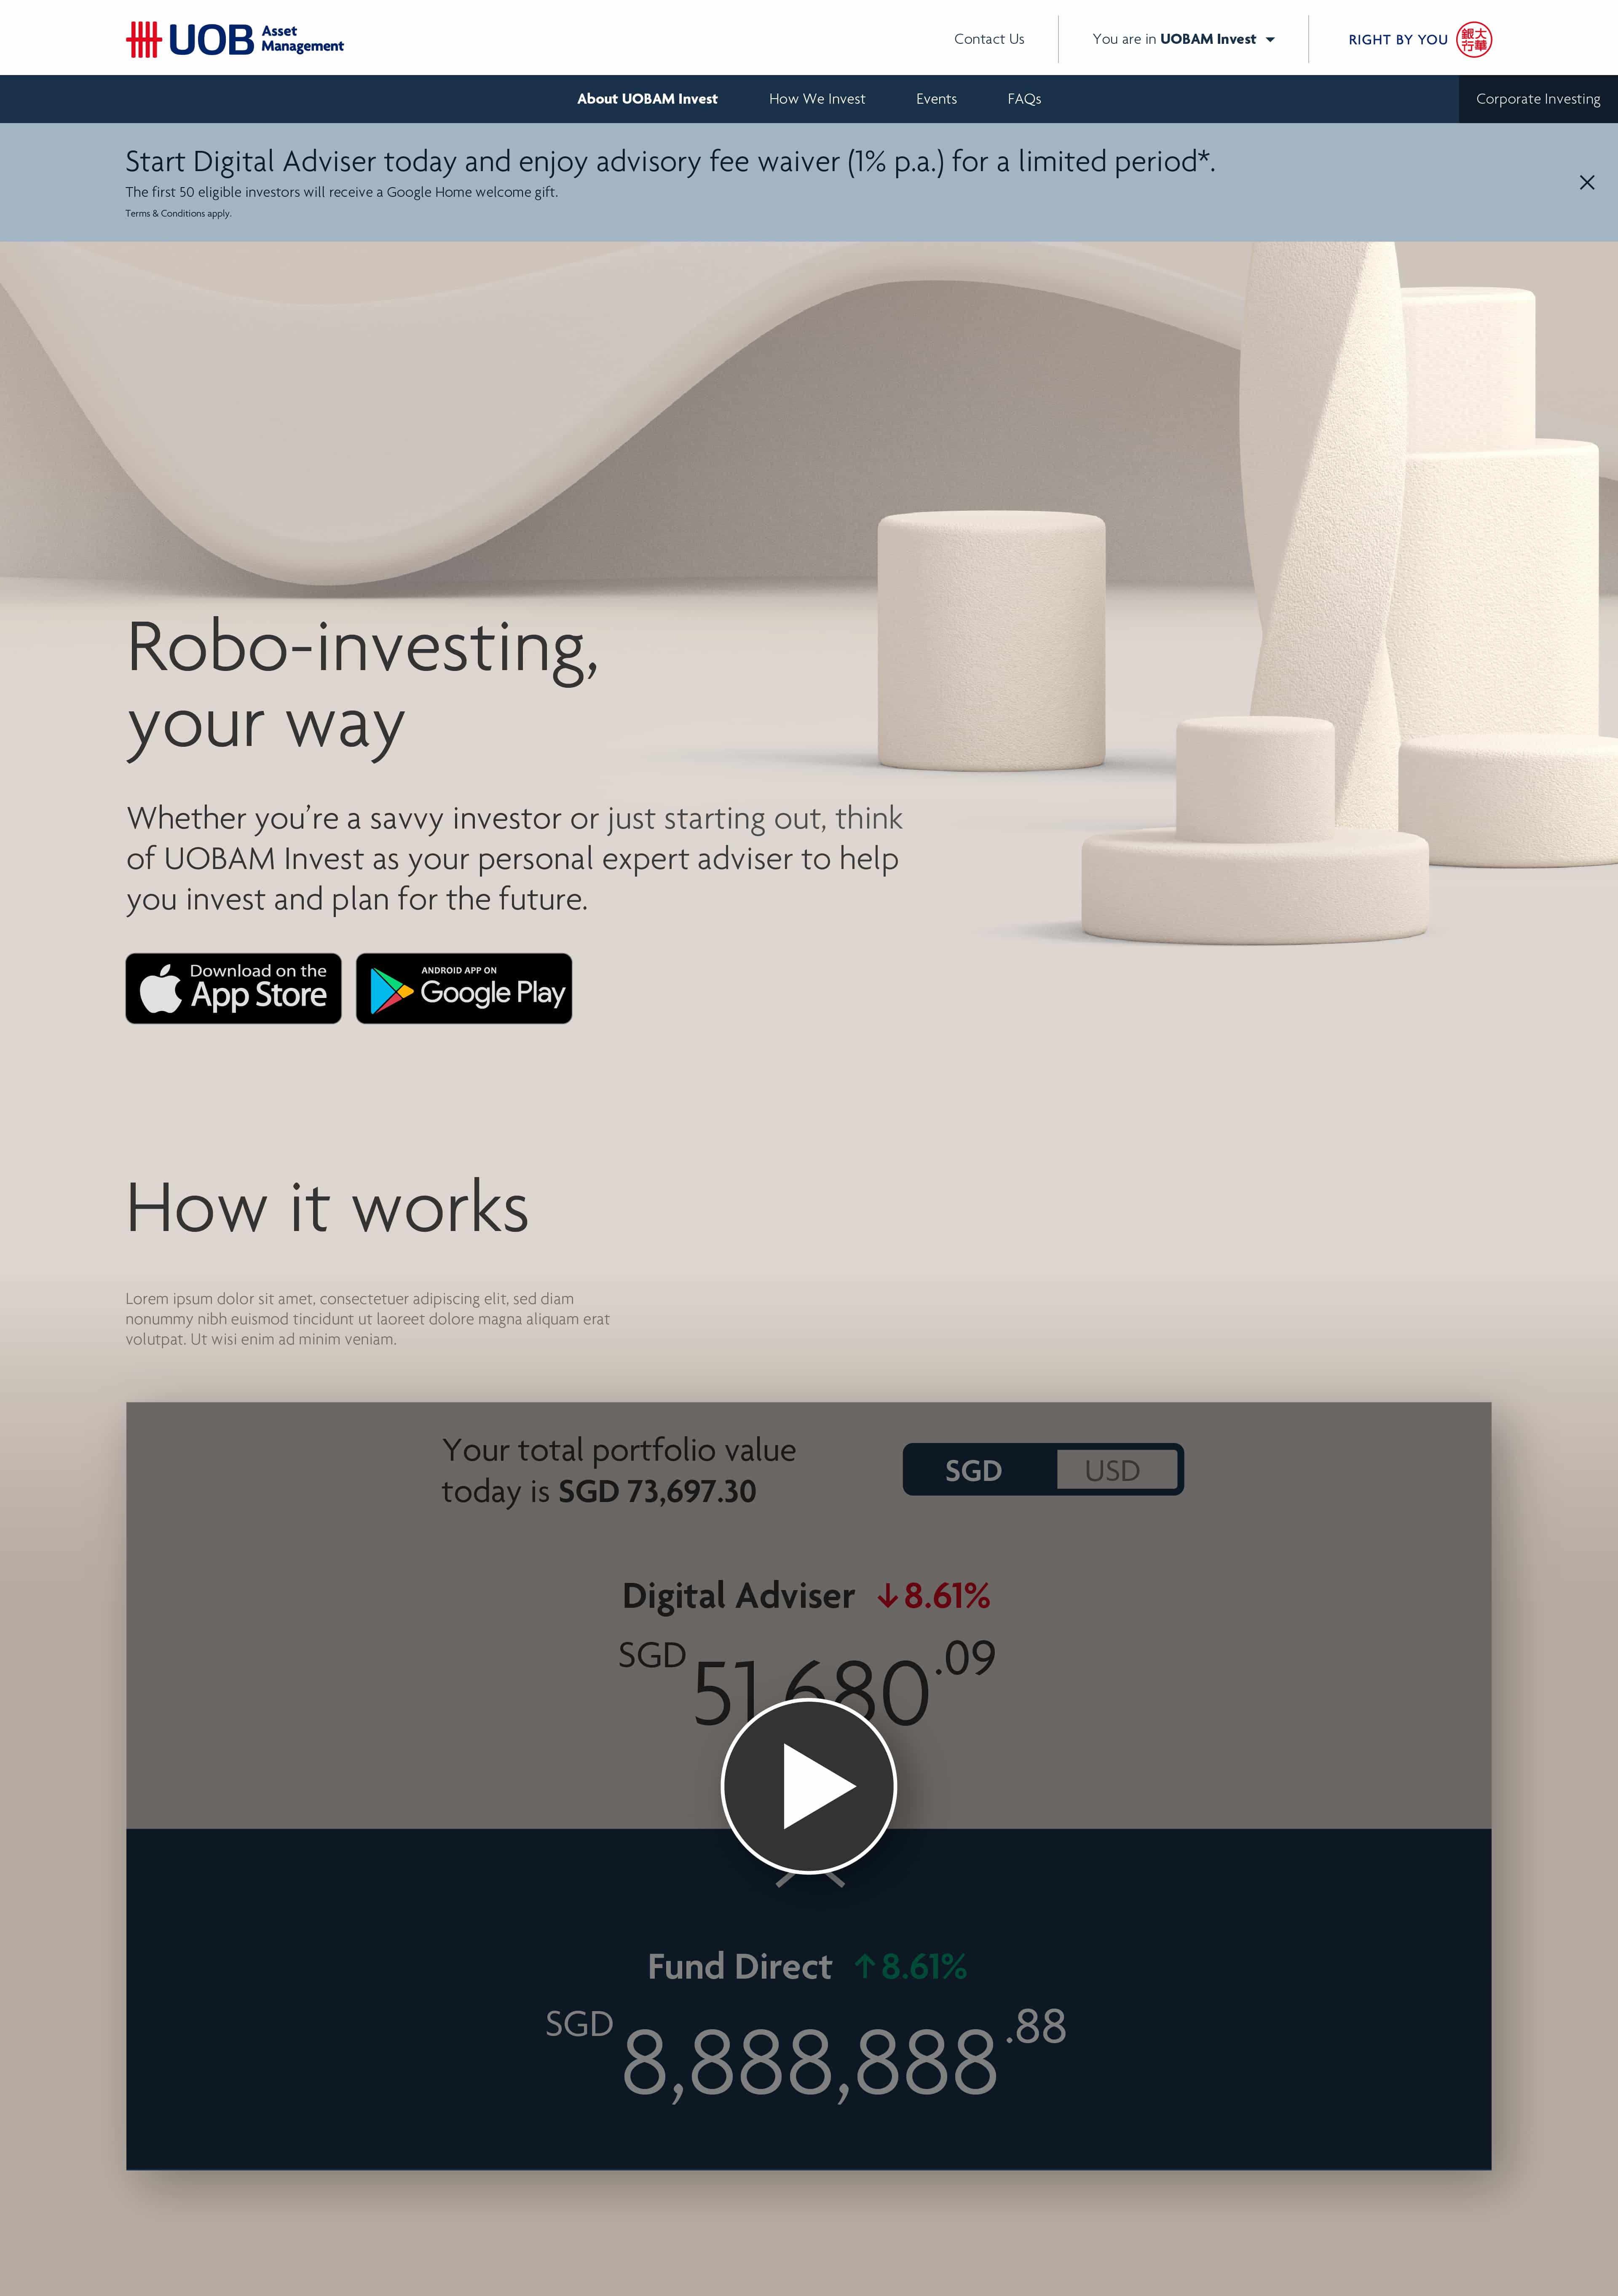 UOB Asset
Management
Contact Us
You are in UOBAM Invest
RIGHT BY YOU
銀大
行華
About UOBAM Invest
How We Invest
Events
FAQs
Corporate Investing
Start Digital Adviser today and enjoy advisory fee waiver (1% p.a.) for a limited period*.
The first 50 eligible investors will receive a Google Home welcome gift.
Terms & Conditions apply.
Robo-investing,
your way
Whether you’re a savvy investor or just starting out, think
of UOBAM Invest as your personal expert adviser to help
you invest and plan for the future.
Download on the
App Store
ANDROID APP ON
Google Play
How it works
Lorem ipsum dolor sit amet, consectetuer adipiscing elit, sed diam
nonummy nibh euismod tincidunt ut laoreet dolore magna aliquam erat
volutpat. Ut wisi enim ad minim veniam.
Your total portfolio value
today is SGD 73,697.30
SGD
USD
Digital Adviser ↓8.61%
SGD 51,680.09
Fund Direct ↑8.61%
SGD 8,888,888.88